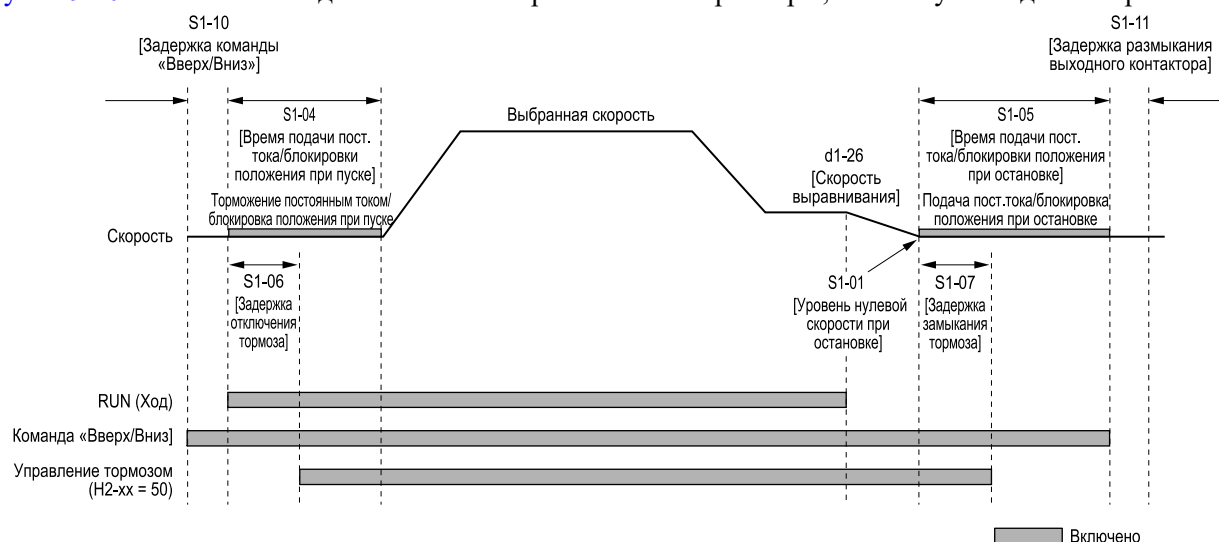 S1-10
[Задержка команды
«Вверх/Вниз»]
S1-11
[Задержка размыкания
выходного контактора]
S1-04
[Время подачи пост.
тока/блокировки
положения при пуске]
Торможение постоянным током/
блокировка положения при пуске
Выбранная скорость
d1-26
[Скорость
выравнивания]
S1-05
[Время подачи пост.
тока/блокировки положения
при остановке]
Подача пост.тока/блокировка
положения при остановке
Скорость
S1-06
[Задержка
отключения
тормоза]
S1-01
[Уровень нулевой
скорости при
остановке]
S1-07
[Задержка
замыкания
тормоза]
RUN (Ход)
Команда «Вверх/Вниз]
Управление тормозом
(H2-xx = 50)
Включено